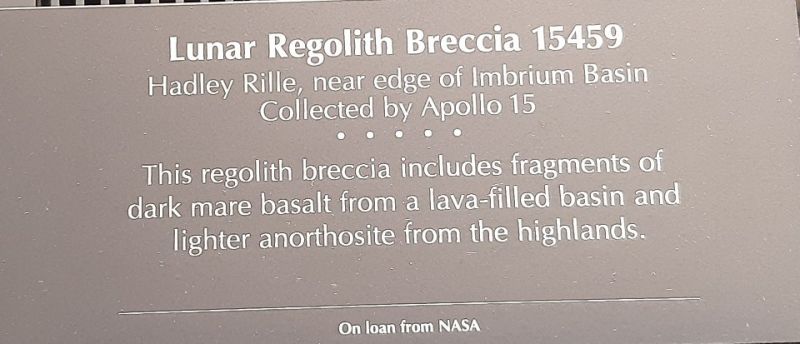 Lunar Regolith Breccia 15459
Hadley Rille, near edge of Imbrium Basin
Collected by Apollo 15
• • • • •
This regolith breccia includes fragments of
dark mare basalt from a lava-filled basin and
lighter anorthosite from the highlands.
On loan from NASA